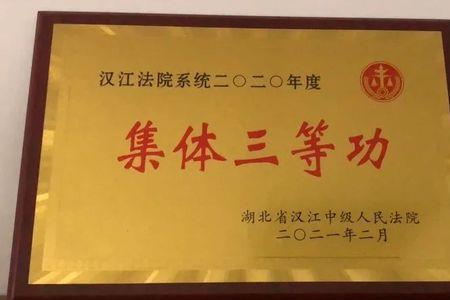 汉江法院系统二〇二〇年度
集体三等功
湖北省汉江中级人民法院
二〇二一年二月